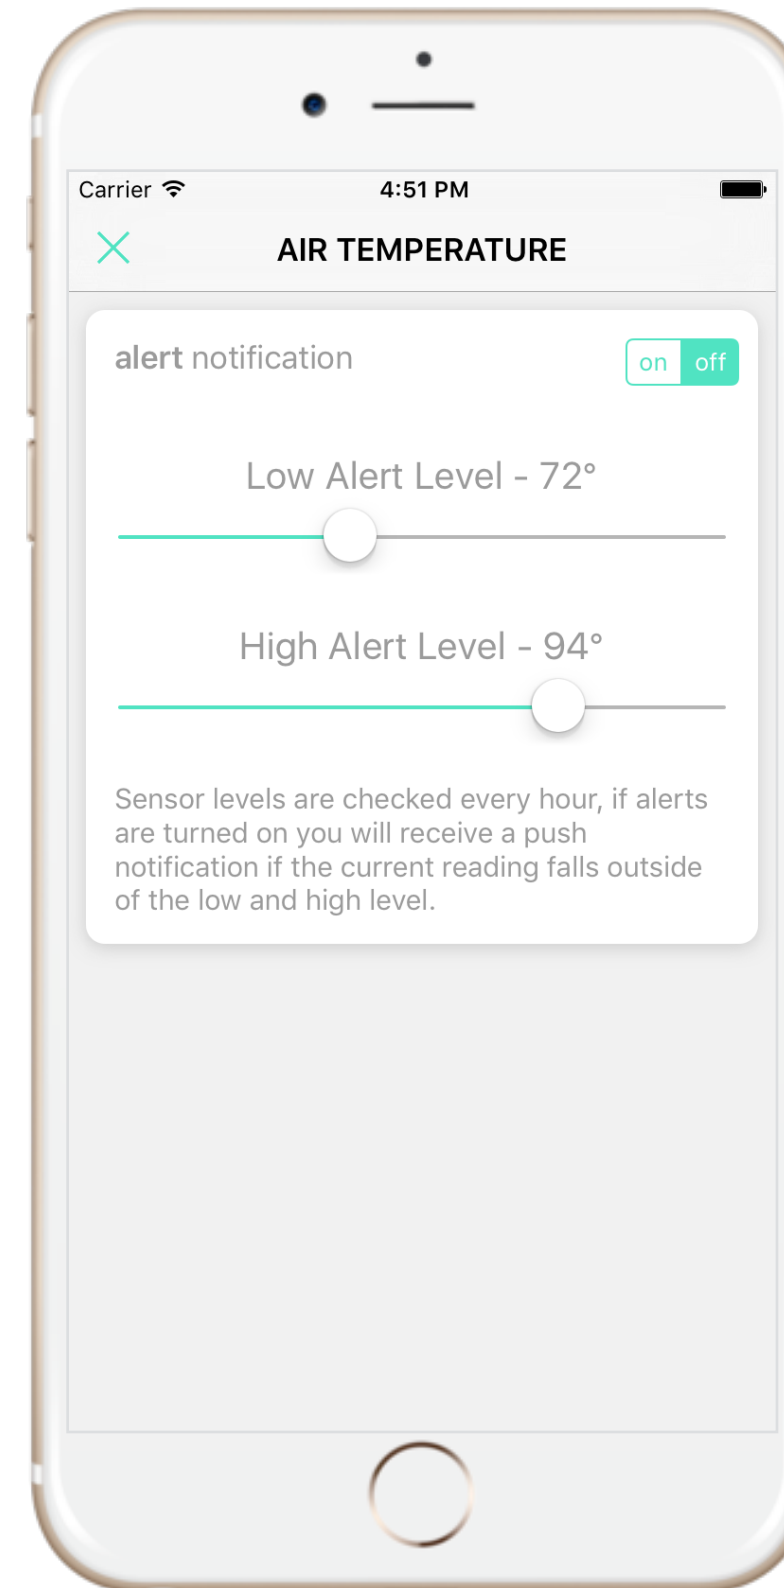 Carrier
4:51 PM
AIR TEMPERATURE
alert notification
on off
Low Alert Level - 72°
High Alert Level - 94°
Sensor levels are checked every hour, if alerts
are turned on you will receive a push
notification if the current reading falls outside
of the low and high level.